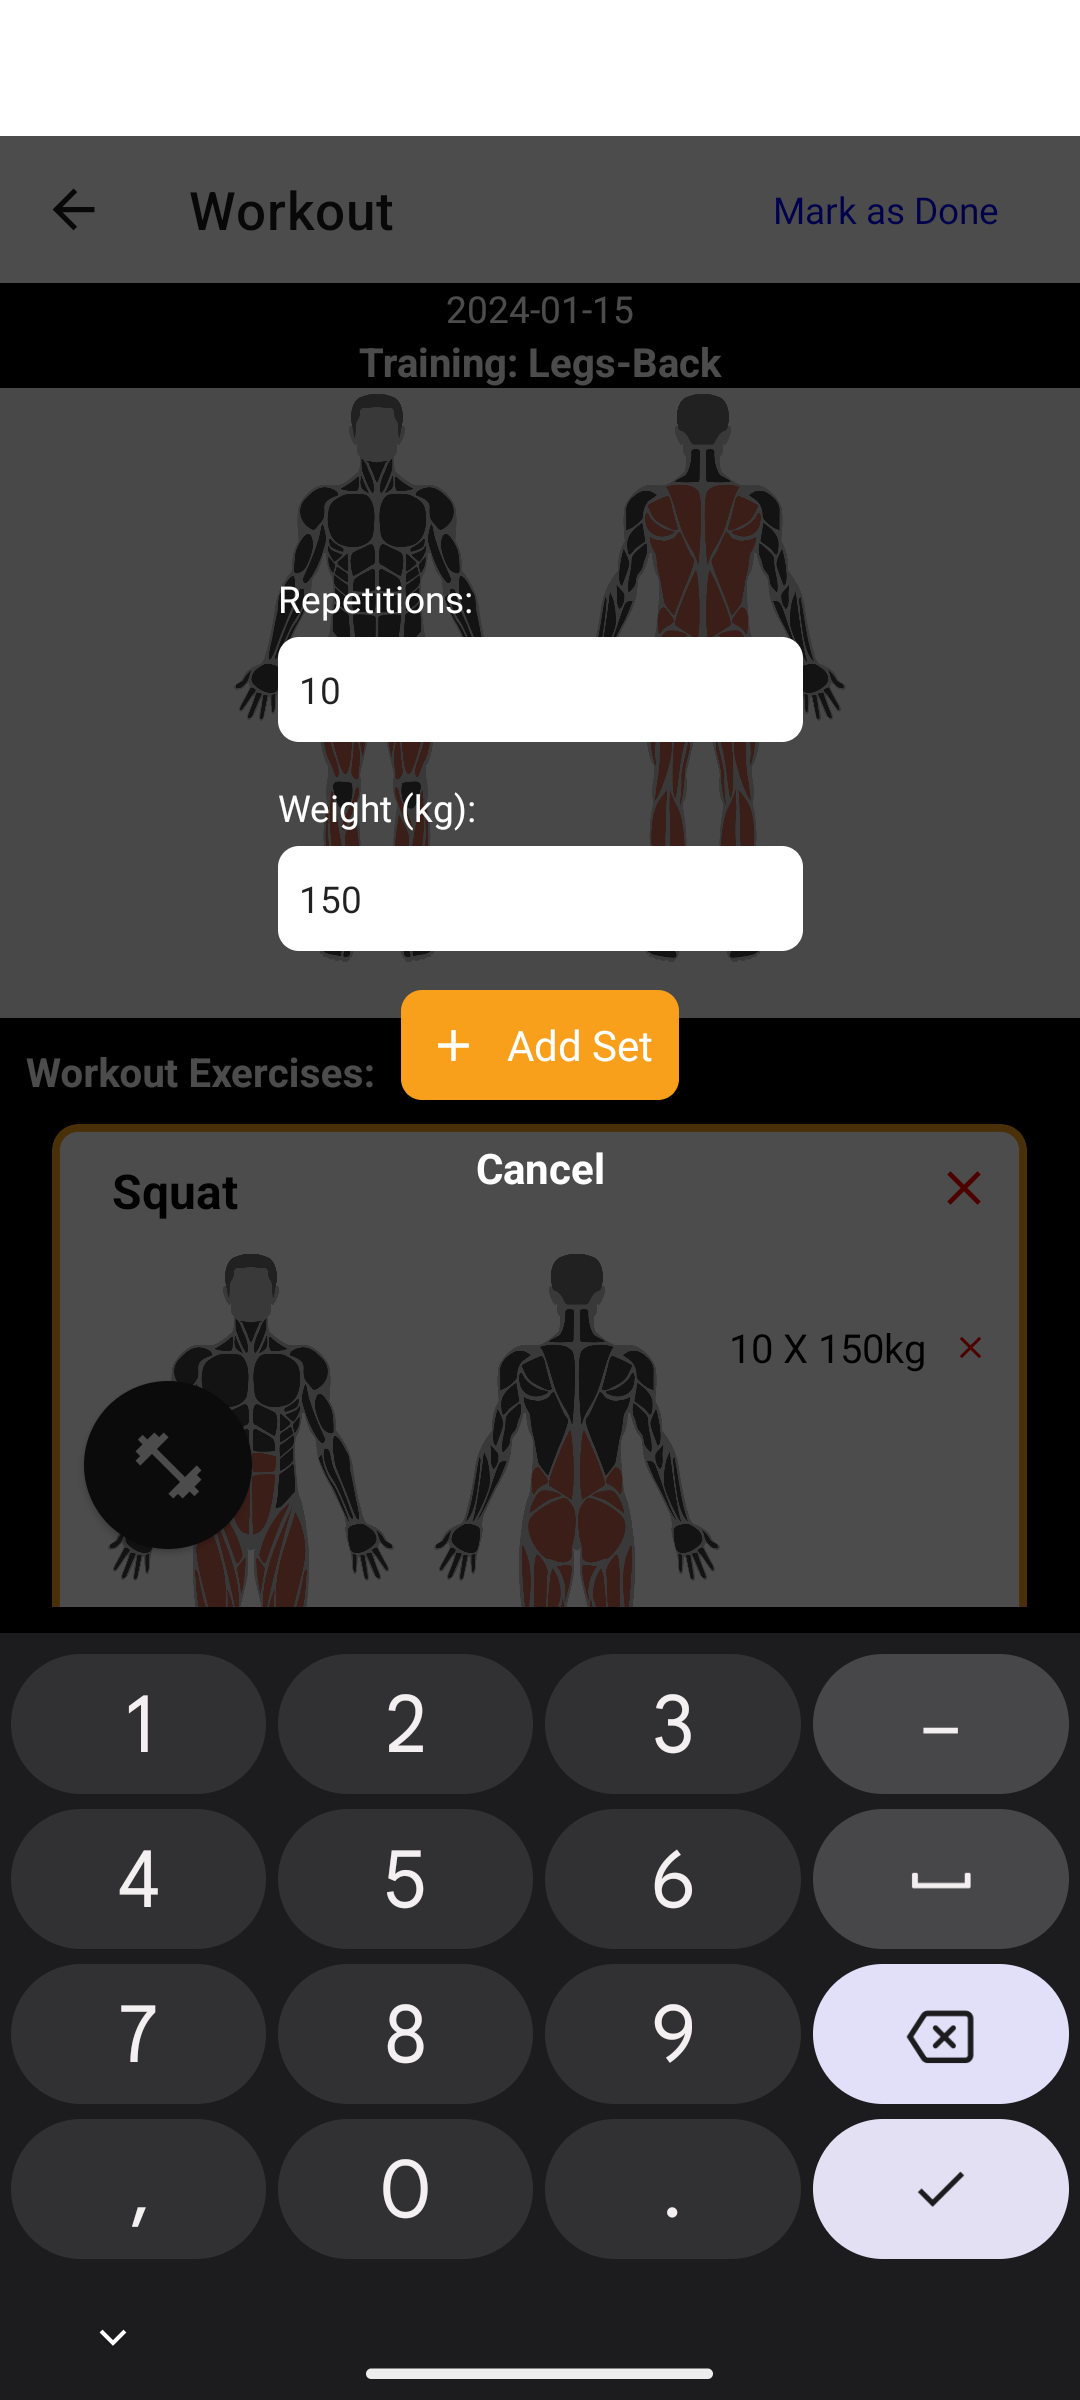 Workout
Mark as Done
2024-01-15
Training: Legs-Back
Repetitions:
10
Weight (kg):
150
+ Add Set
Workout Exercises:
Cancel
Squat
10 X 150kg
1 2 3 –
4 5 6
7 8 9
, 0 .